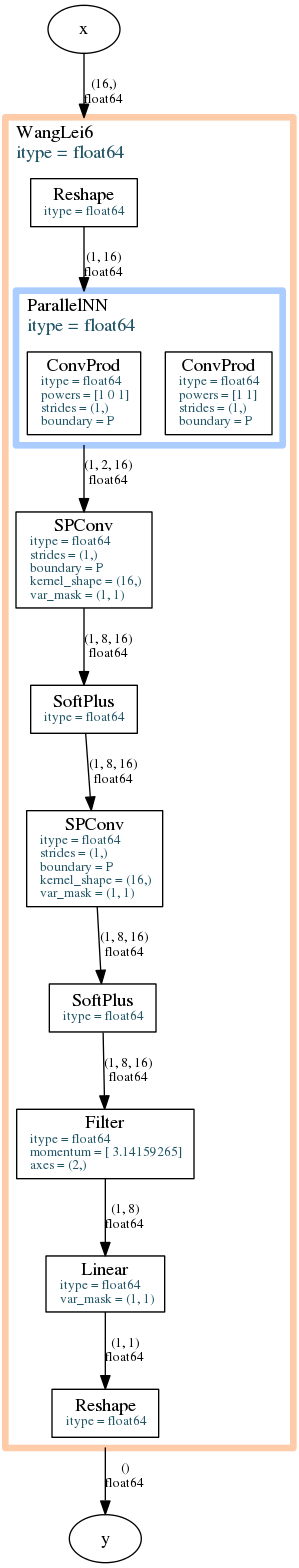 x
(16,)
float64
WangLei6
itype = float64
Reshape
itype = float64
(1, 16)
float64
ParallelNN
itype = float64
ConvProd
itype = float64
powers = [1 0 1]
strides = (1,)
boundary = P
ConvProd
itype = float64
powers = [1 1]
strides = (1,)
boundary = P
(1, 2, 16)
float64
SPConv
itype = float64
strides = (1,)
boundary = P
kernel_shape = (16,)
var_mask = (1, 1)
(1, 8, 16)
float64
SoftPlus
itype = float64
(1, 8, 16)
float64
SPConv
itype = float64
strides = (1,)
boundary = P
kernel_shape = (16,)
var_mask = (1, 1)
(1, 8, 16)
float64
SoftPlus
itype = float64
(1, 8, 16)
float64
Filter
itype = float64
momentum = [ 3.14159265]
axes = (2,)
(1, 8)
float64
Linear
itype = float64
var_mask = (1, 1)
(1, 1)
float64
Reshape
itype = float64
()
float64
y